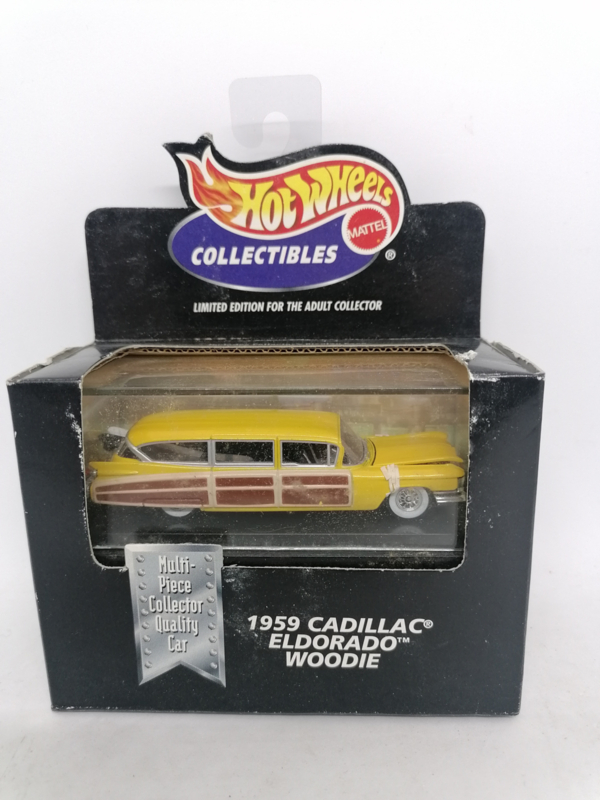 HOT WHEELS
MATTEL
COLLECTIBLES ®
LIMITED EDITION FOR THE ADULT COLLECTOR
Multi-
Piece
Collector
Quality
Car
1959 CADILLAC®
ELDORADO™
WOODIE